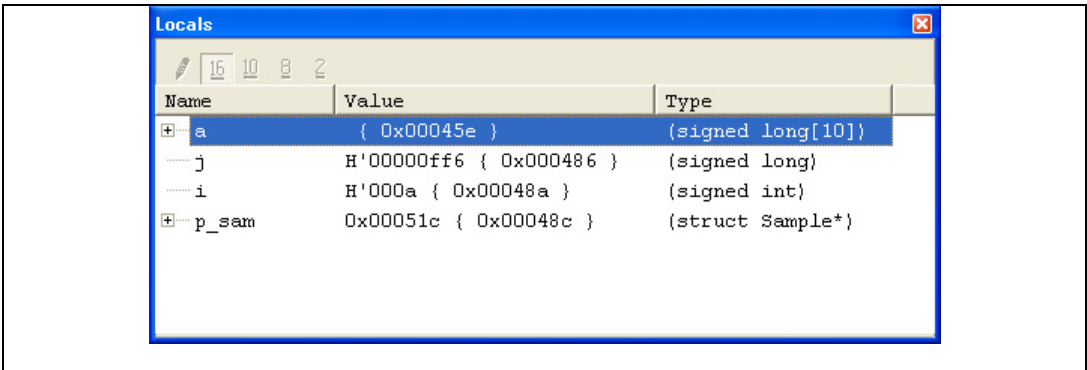 Locals
16 10 8 2
Name Value Type
a { 0x00045e } (signed long[10])
j H'00000ff6 { 0x000486 } (signed long)
i H'000a { 0x00048a } (signed int)
p_sam 0x00051c { 0x00048c } (struct Sample*)